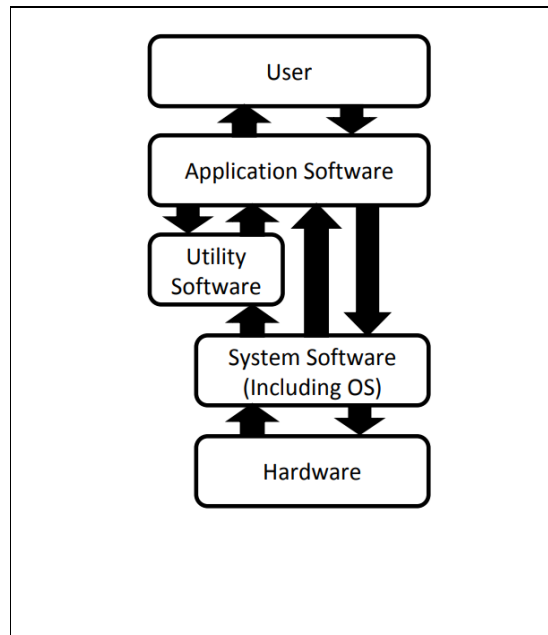 User
Application Software
Utility
Software
System Software
(Including OS)
Hardware